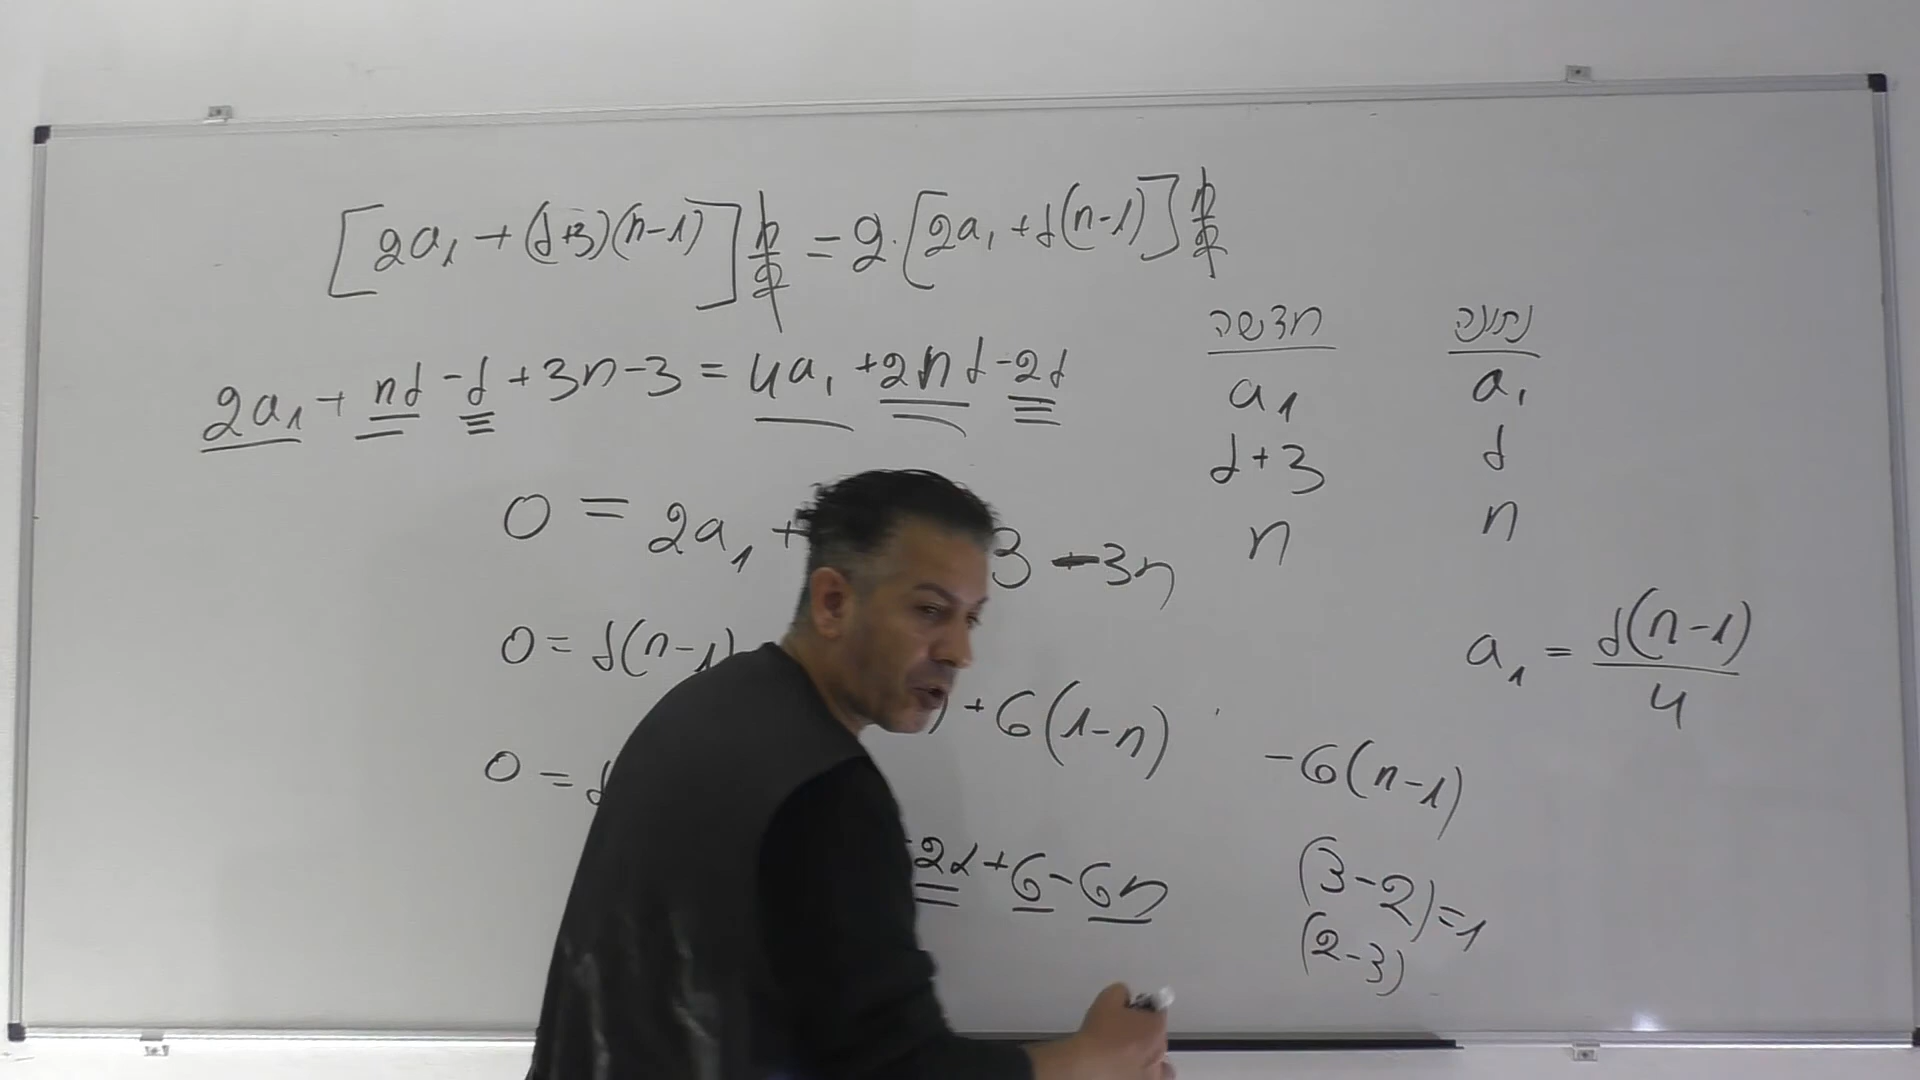 [2a₁ + (d+3)(n-1)] n/2 = 2·[2a₁ + d(n-1)] n/2
2a₁ + nd - d + 3n - 3 = 4a₁ + 2nd - 2d
0 = 2a₁ + 3 - 3n
0 = d(n-1) + 6(1-n)
0 = d
2d + 6 - 6n
חדשה
a₁
d+3
n
נתונה
a₁
d
n
a₁ = d(n-1)/4
-6(n-1)
(3-2)=1
(2-3)